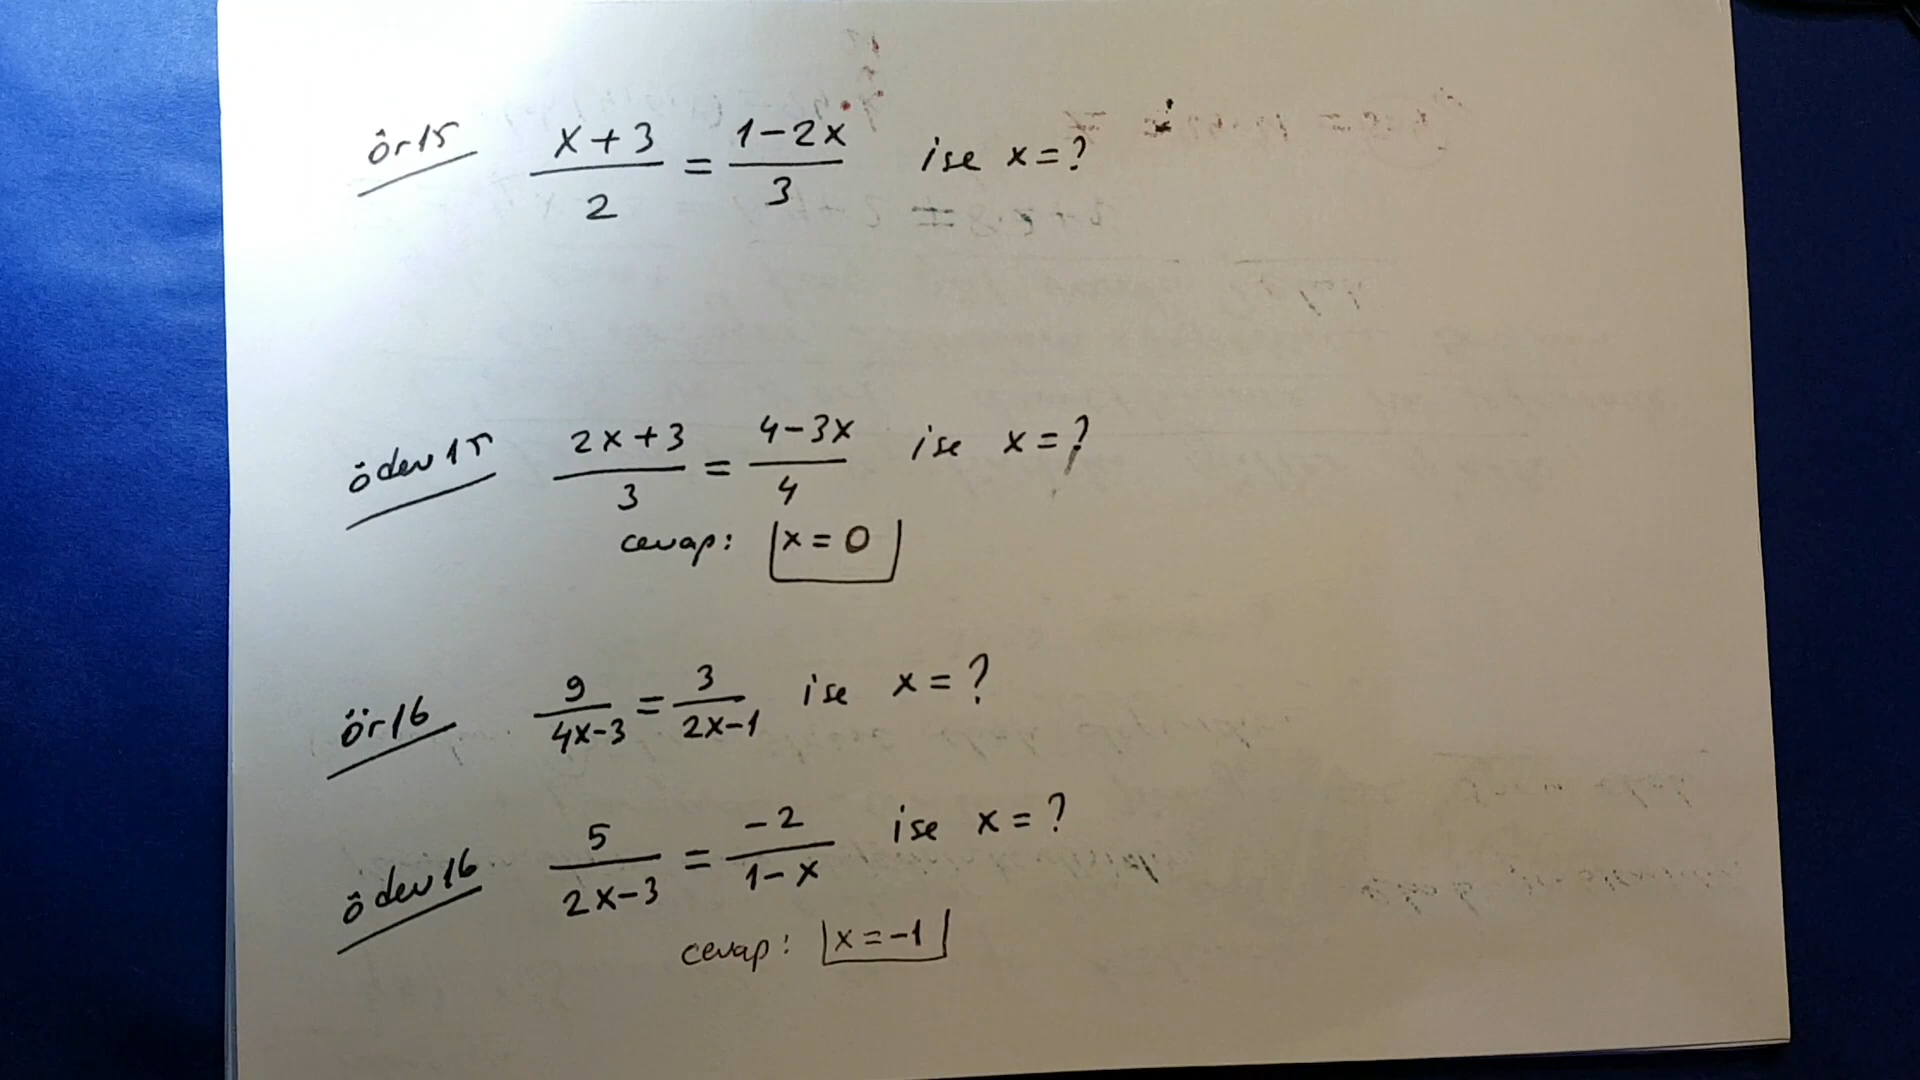 ör15 x+3/2 = 1-2x/3 ise x=?
ödev15 2x+3/3 = 4-3x/4 ise x=?
cevap: x=0
ör16 9/4x-3 = 3/2x-1 ise x=?
ödev16 5/2x-3 = -2/1-x ise x=?
cevap: x=-1